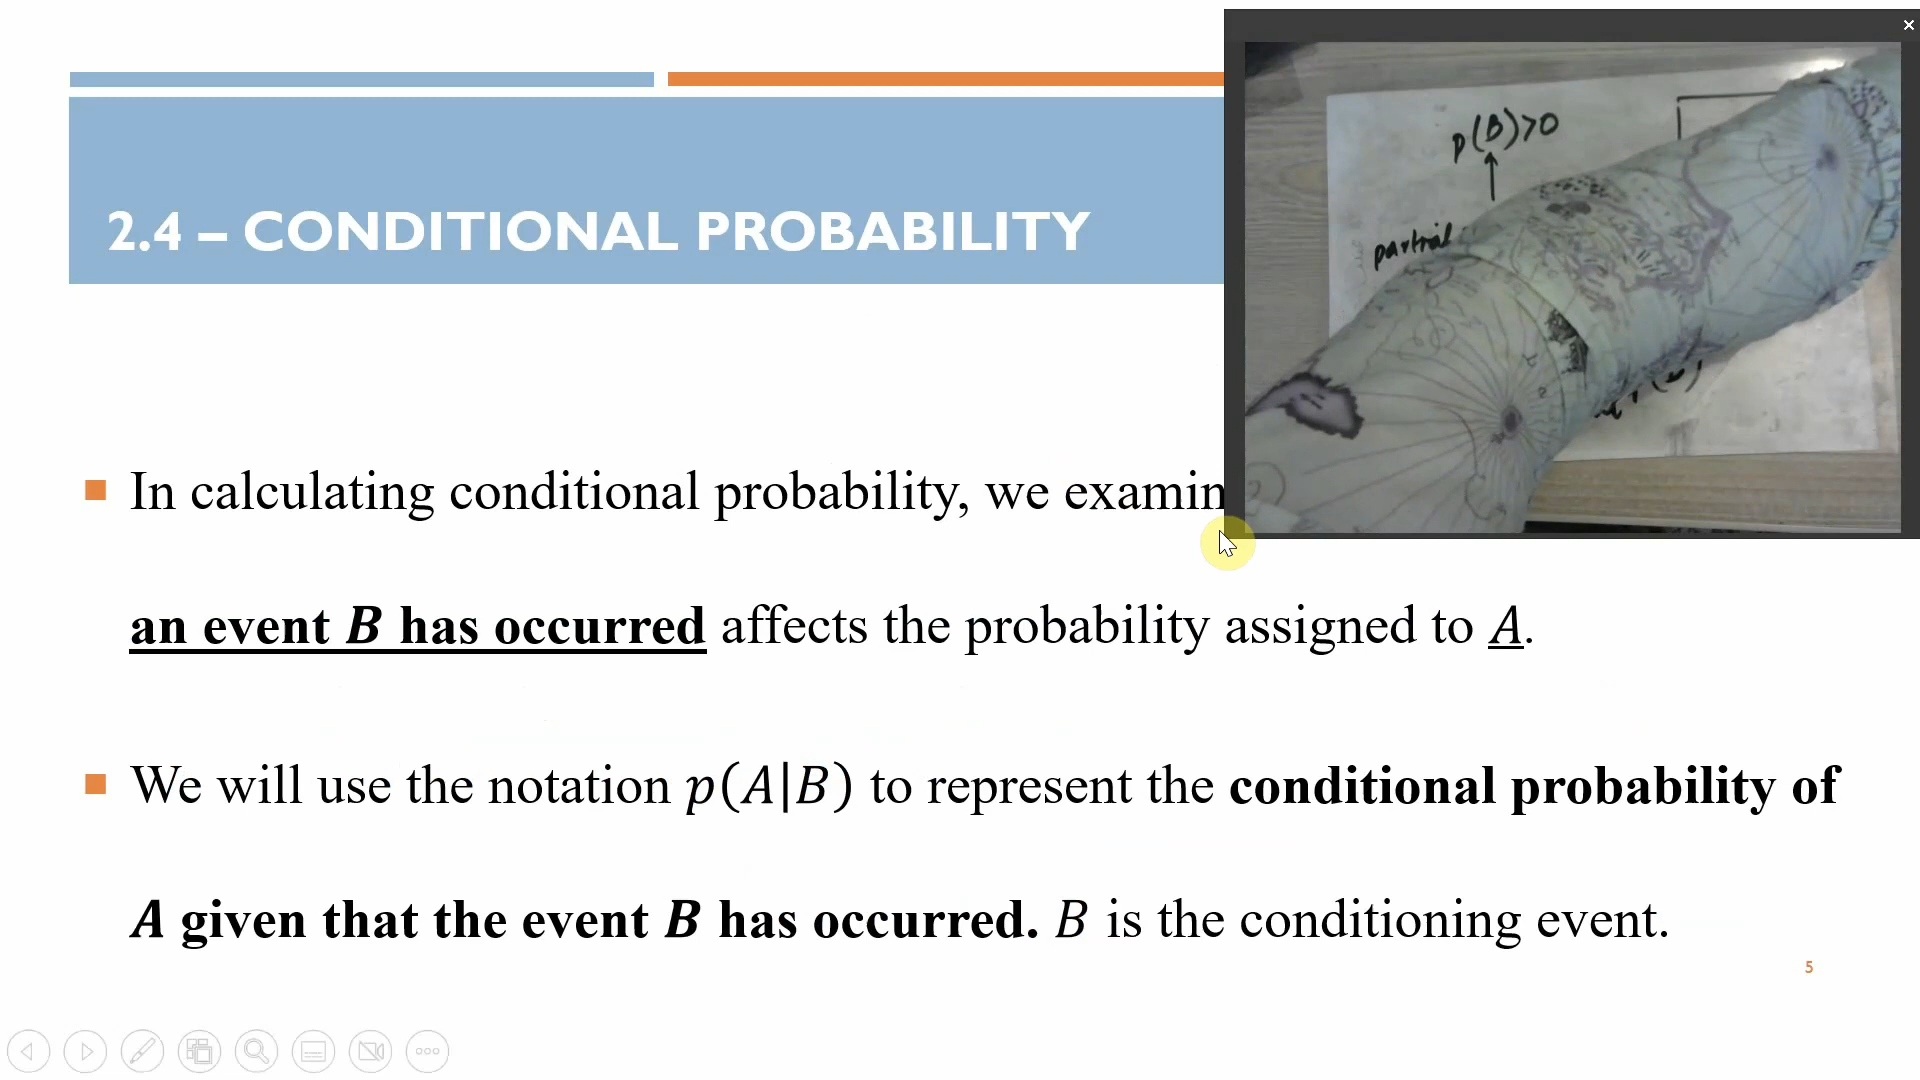 2.4 – CONDITIONAL PROBABILITY
p(B)>0
partial
In calculating conditional probability, we examin
an event B has occurred affects the probability assigned to A.
We will use the notation p(A|B) to represent the conditional probability of
A given that the event B has occurred. B is the conditioning event.
5